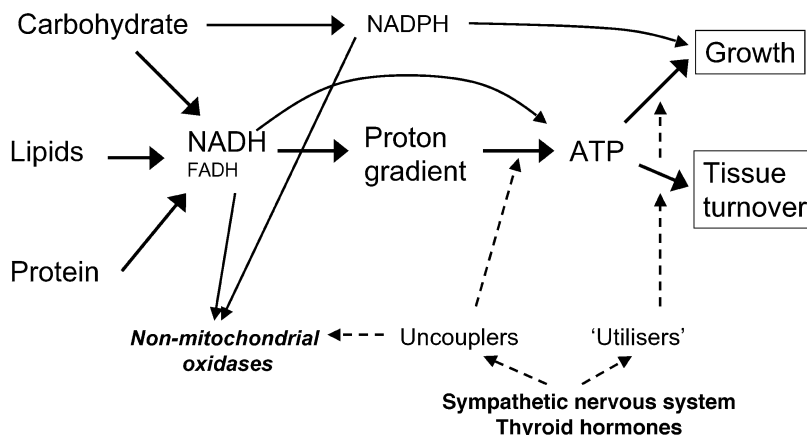 Carbohydrate
NADPH
Growth
Lipids
NADH
FADH
Proton
gradient
ATP
Tissue
turnover
Protein
Non-mitochondrial
oxidases
Uncouplers
‘Utilisers’
Sympathetic nervous system
Thyroid hormones